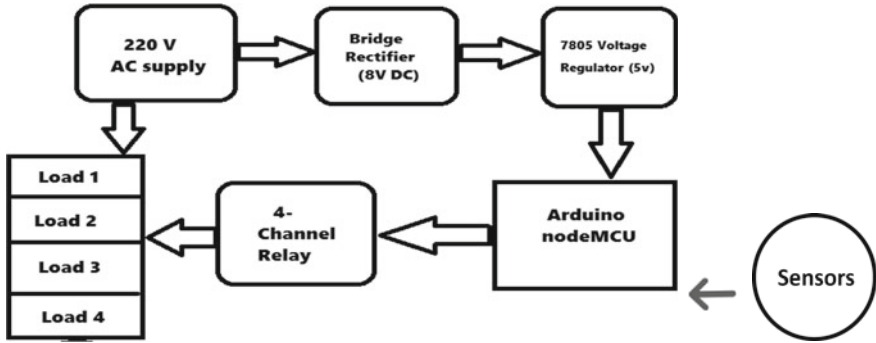 220 V
AC supply
Bridge
Rectifier
(8V DC)
7805 Voltage
Regulator (5v)
Load 1
Load 2
Load 3
Load 4
4-
Channel
Relay
Arduino
nodeMCU
Sensors